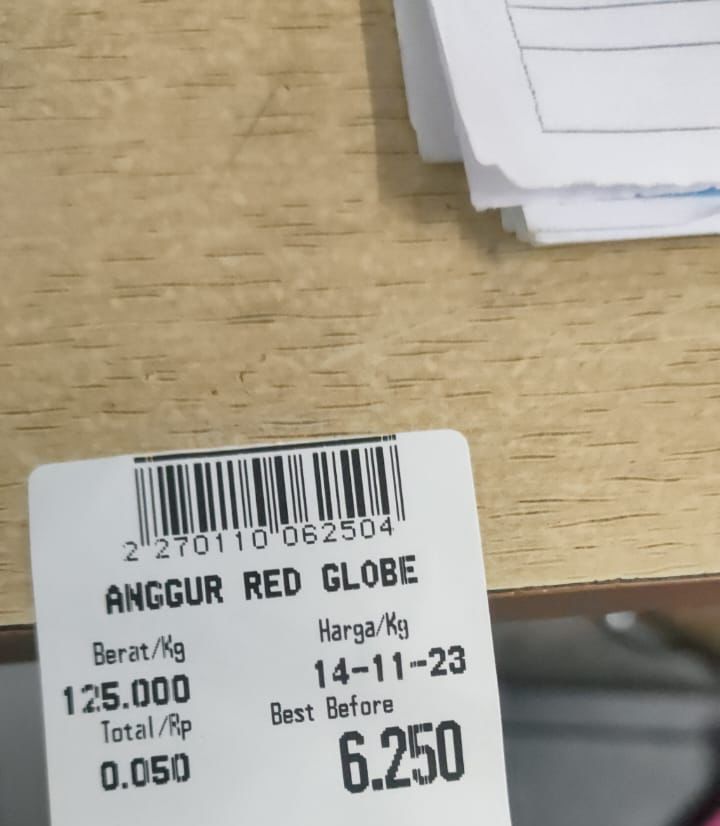 2 270110 062504
ANGGUR RED GLOBE
Berat/Kg Harga/Kg
125.000 14-11-23
Total/Rp Best Before
0.050 6.250